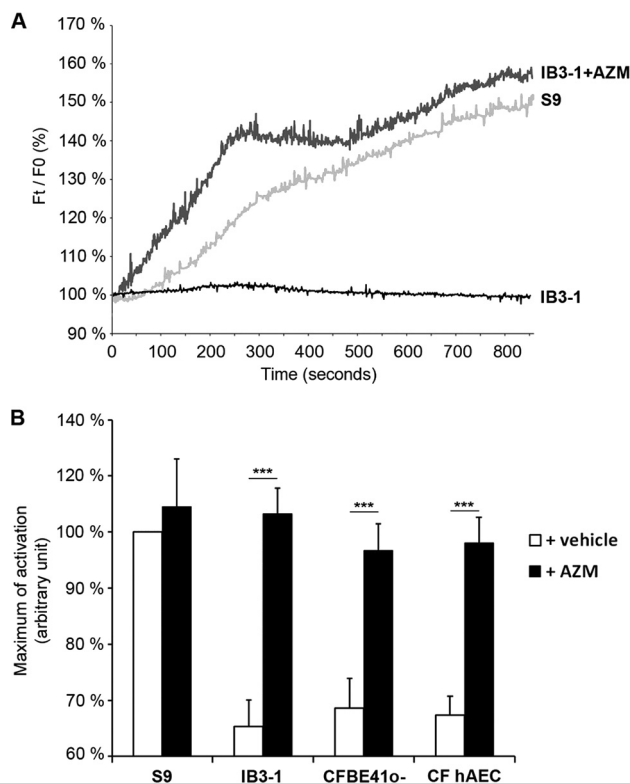 A
170 %
160 %
150 %
140 %
130 %
120 %
110 %
100 %
90 %
Ft / F0 (%)
IB3-1+AZM
S9
IB3-1
0 100 200 300 400 500 600 700 800
Time (seconds)
B
140 %
120 %
100 %
90 %
80 %
70 %
60 %
Maximum of activation
(arbitrary unit)
*** *** ***
+ vehicle
+ AZM
S9 IB3-1 CFBE41o- CF hAEC